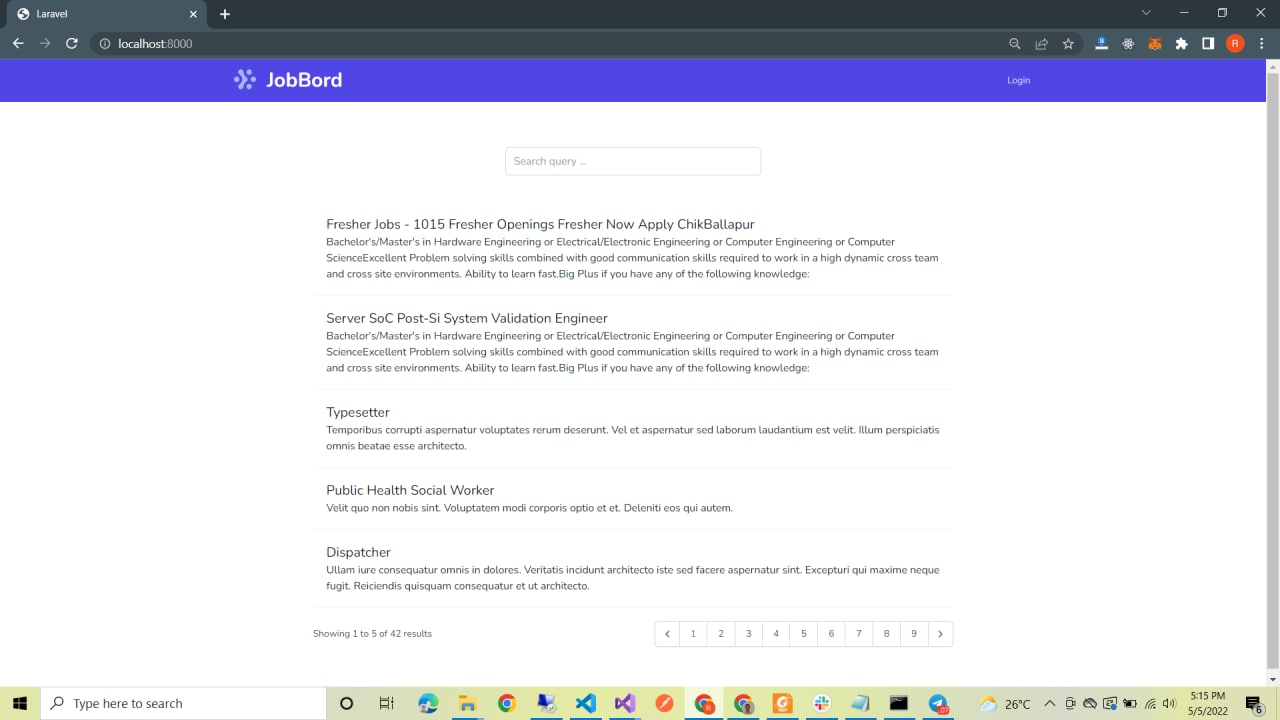 Laravel
localhost:8000
R
JobBord
Login
Search query ...
Fresher Jobs - 1015 Fresher Openings Fresher Now Apply ChikBallapur
Bachelor's/Master's in Hardware Engineering or Electrical/Electronic Engineering or Computer Engineering or Computer
ScienceExcellent Problem solving skills combined with good communication skills required to work in a high dynamic cross team
and cross site environments. Ability to learn fast.Big Plus if you have any of the following knowledge:
Server SoC Post-Si System Validation Engineer
Bachelor's/Master's in Hardware Engineering or Electrical/Electronic Engineering or Computer Engineering or Computer
ScienceExcellent Problem solving skills combined with good communication skills required to work in a high dynamic cross team
and cross site environments. Ability to learn fast.Big Plus if you have any of the following knowledge:
Typesetter
Temporibus corrupti aspernatur voluptates rerum deserunt. Vel et aspernatur sed laborum laudantium est velit. Illum perspiciatis
omnis beatae esse architecto.
Public Health Social Worker
Velit quo non nobis sint. Voluptatem modi corporis optio et et. Deleniti eos qui autem.
Dispatcher
Ullam iure consequatur omnis in dolores. Veritatis incidunt architecto iste sed facere aspernatur sint. Excepturi qui maxime neque
fugit. Reiciendis quisquam consequatur et ut architecto.
Showing 1 to 5 of 42 results
1 2 3 4 5 6 7 8 9
Type here to search
26°C
5:15 PM
5/5/2022
6